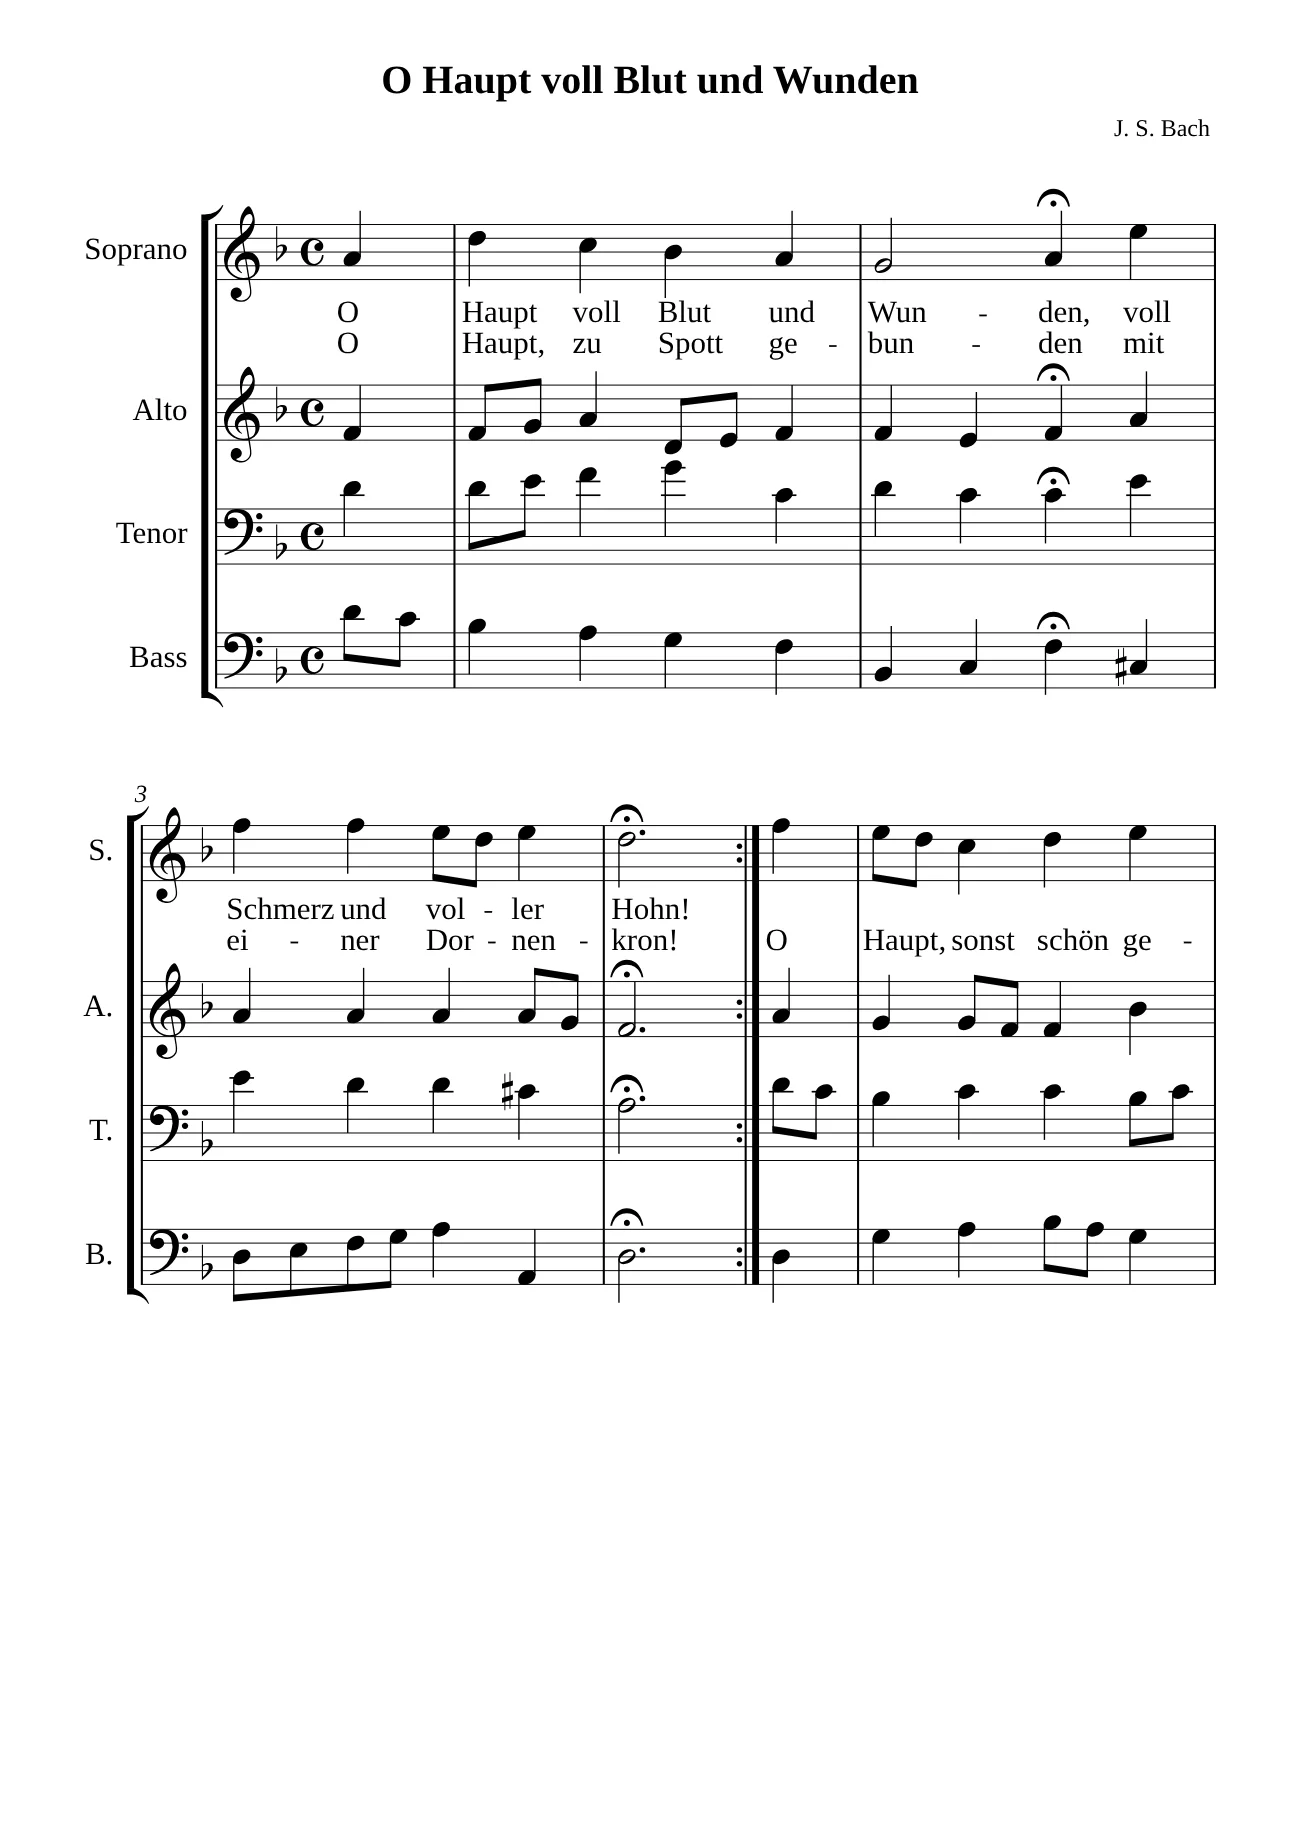 O Haupt voll Blut und Wunden
J. S. Bach
Soprano
O Haupt voll Blut und Wun - den, voll
O Haupt, zu Spott ge - bun - den mit
Alto
Tenor
Bass
3
S.
Schmerz und vol - ler Hohn!
ei - ner Dor - nen - kron! O Haupt, sonst schön ge -
A.
T.
B.